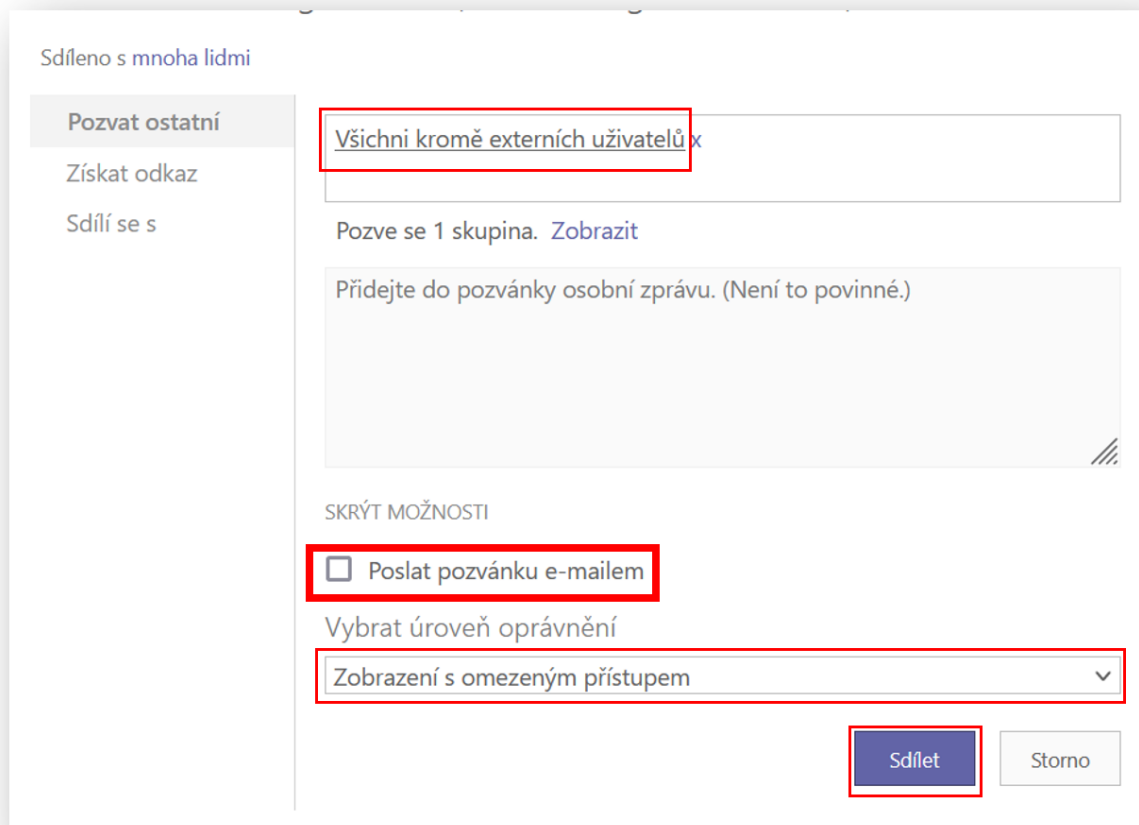 Sdíleno s mnoha lidmi
Pozvat ostatní
Získat odkaz
Sdílí se s
Všichni kromě externích uživatelů x
Pozve se 1 skupina. Zobrazit
Přidejte do pozvánky osobní zprávu. (Není to povinné.)
SKRÝT MOŽNOSTI
Poslat pozvánku e-mailem
Vybrat úroveň oprávnění
Zobrazení s omezeným přístupem
Sdílet
Storno